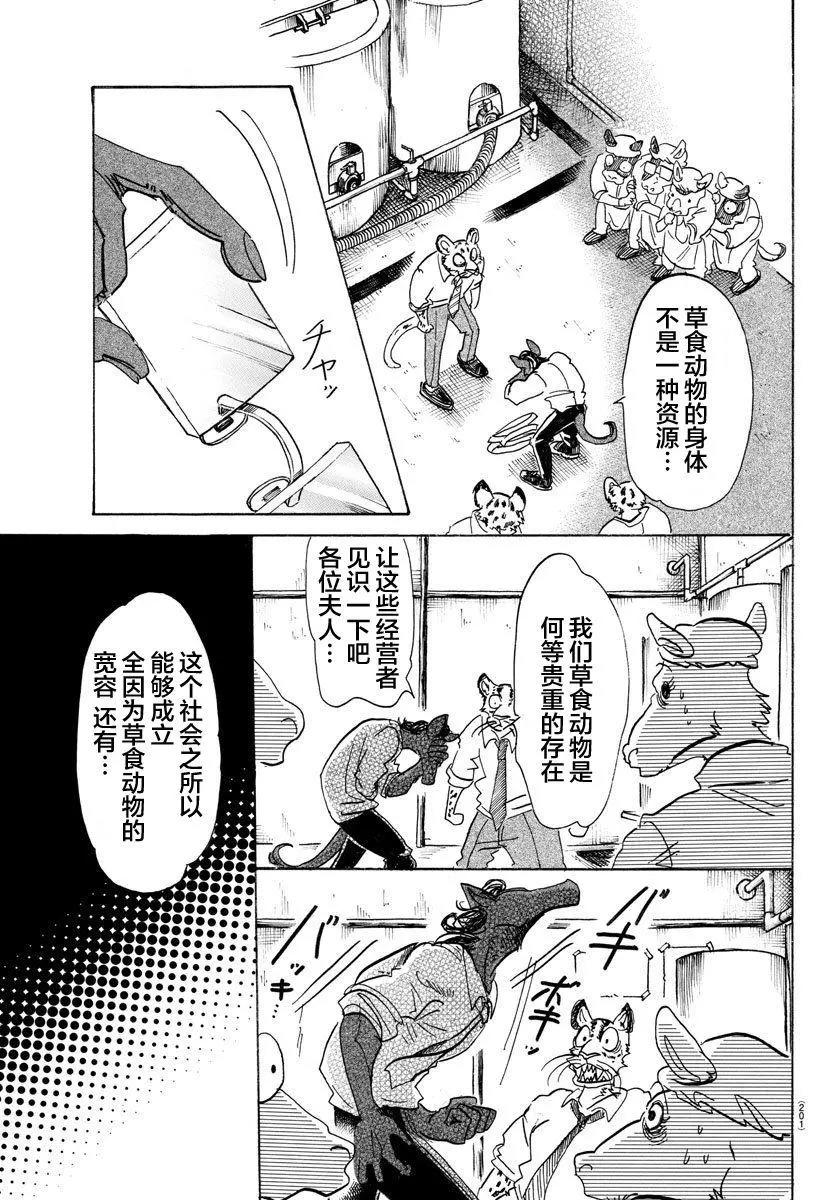 草食动物的身体
不是一种资源…
チャッ
我们草食动物是
何等贵重的存在
让这些经营者
见识一下吧
各位夫人…
这个社会之所以
能够成立
全因为草食动物的
宽容 还有…
バキ
バキ
ボキ
(201)